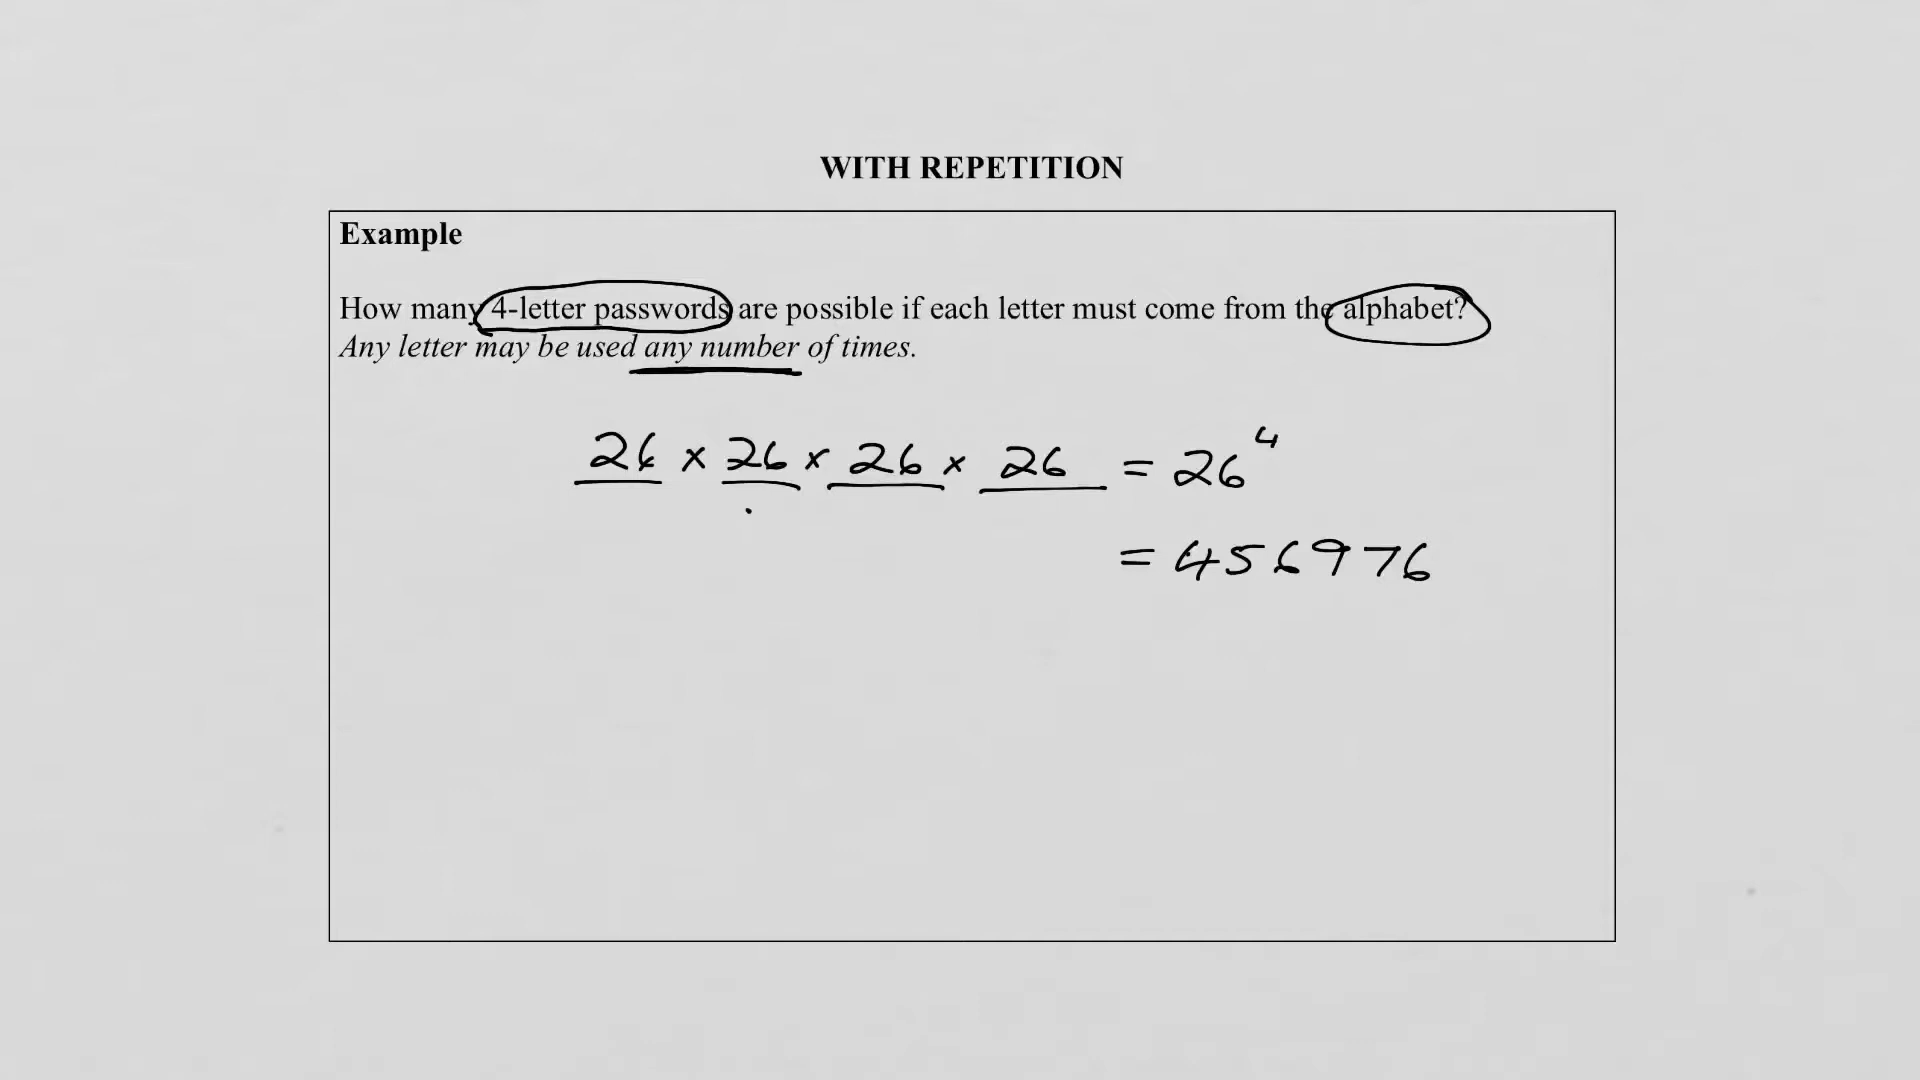 WITH REPETITION
Example
How many 4-letter passwords are possible if each letter must come from the alphabet?
Any letter may be used any number of times.
26 × 26 × 26 × 26 = 26⁴
= 456976